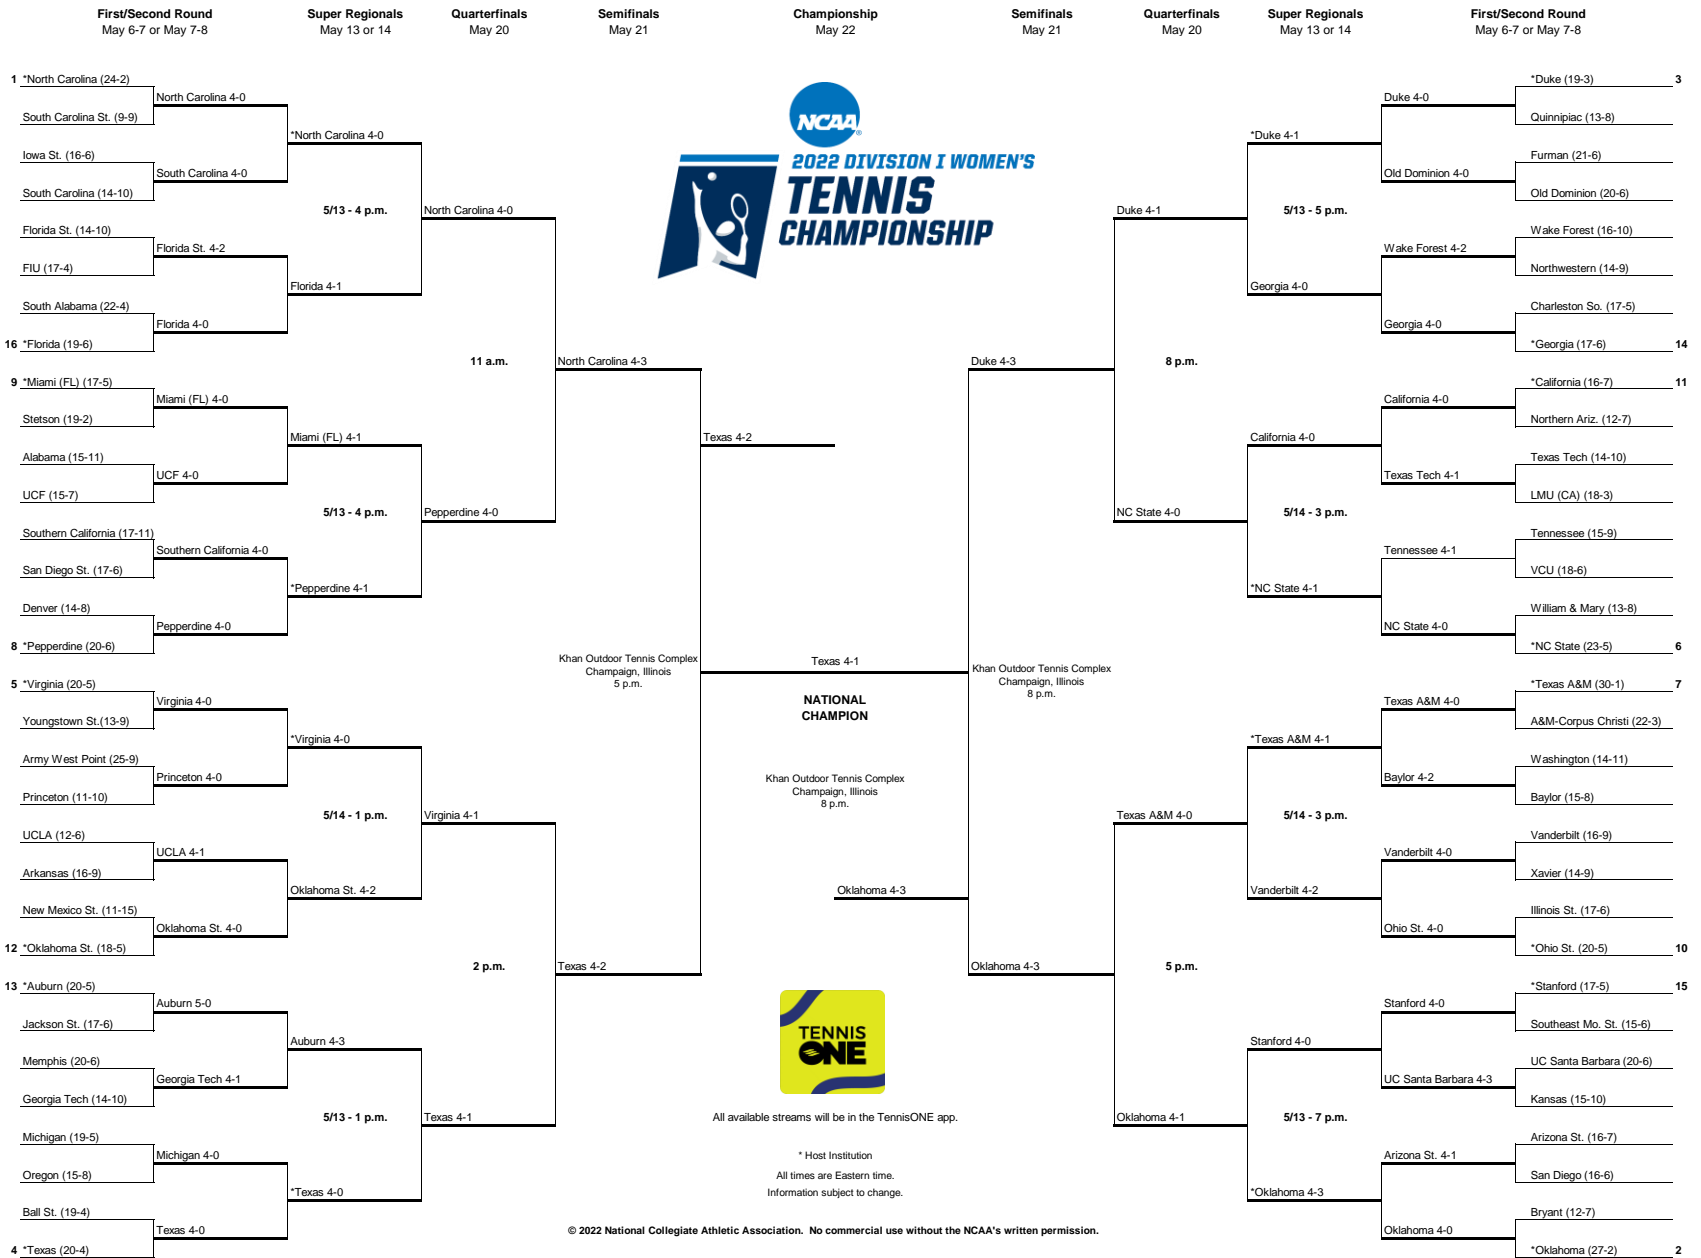 First/Second Round
May 6-7 or May 7-8
Super Regionals
May 13 or 14
Quarterfinals
May 20
Semifinals
May 21
Championship
May 22
Semifinals
May 21
Quarterfinals
May 20
Super Regionals
May 13 or 14
First/Second Round
May 6-7 or May 7-8
1 *North Carolina (24-2)
North Carolina 4-0
South Carolina St. (9-9)
*North Carolina 4-0
Iowa St. (16-6)
South Carolina 4-0
South Carolina (14-10)
5/13 - 4 p.m.
North Carolina 4-0
Florida St. (14-10)
Florida St. 4-2
FIU (17-4)
Florida 4-1
South Alabama (22-4)
Florida 4-0
16 *Florida (19-6)
11 a.m.
North Carolina 4-3
9 *Miami (FL) (17-5)
Miami (FL) 4-0
Stetson (19-2)
Miami (FL) 4-1
Alabama (15-11)
UCF 4-0
UCF (15-7)
5/13 - 4 p.m.
Pepperdine 4-0
Southern California (17-11)
Southern California 4-0
San Diego St. (17-6)
*Pepperdine 4-1
Denver (14-8)
Pepperdine 4-0
8 *Pepperdine (20-6)
Texas 4-2
Khan Outdoor Tennis Complex
Champaign, Illinois
5 p.m.
5 *Virginia (20-5)
Virginia 4-0
Youngstown St.(13-9)
*Virginia 4-0
Army West Point (25-9)
Princeton 4-0
Princeton (11-10)
5/14 - 1 p.m.
Virginia 4-1
UCLA (12-6)
UCLA 4-1
Arkansas (16-9)
Oklahoma St. 4-2
New Mexico St. (11-15)
Oklahoma St. 4-0
12 *Oklahoma St. (18-5)
2 p.m.
Texas 4-2
13 *Auburn (20-5)
Auburn 5-0
Jackson St. (17-6)
Auburn 4-3
Memphis (20-6)
Georgia Tech 4-1
Georgia Tech (14-10)
5/13 - 1 p.m.
Texas 4-1
Michigan (19-5)
Michigan 4-0
Oregon (15-8)
*Texas 4-0
Ball St. (19-4)
Texas 4-0
4 *Texas (20-4)
NCAA®
2022 DIVISION I WOMEN'S
TENNIS
CHAMPIONSHIP
Texas 4-1
NATIONAL
CHAMPION
Khan Outdoor Tennis Complex
Champaign, Illinois
8 p.m.
Oklahoma 4-3
TENNIS
ONE
All available streams will be in the TennisONE app.
* Host Institution
All times are Eastern time.
Information subject to change.
© 2022 National Collegiate Athletic Association. No commercial use without the NCAA's written permission.
*Duke (19-3) 3
Duke 4-0
Quinnipiac (13-8)
*Duke 4-1
Furman (21-6)
Old Dominion 4-0
Old Dominion (20-6)
Duke 4-1
5/13 - 5 p.m.
Wake Forest (16-10)
Wake Forest 4-2
Northwestern (14-9)
Georgia 4-0
Charleston So. (17-5)
Georgia 4-0
*Georgia (17-6) 14
Duke 4-3
8 p.m.
*California (16-7) 11
California 4-0
Northern Ariz. (12-7)
California 4-0
Texas Tech (14-10)
Texas Tech 4-1
LMU (CA) (18-3)
NC State 4-0
5/14 - 3 p.m.
Tennessee (15-9)
Tennessee 4-1
VCU (18-6)
*NC State 4-1
William & Mary (13-8)
NC State 4-0
*NC State (23-5) 6
Khan Outdoor Tennis Complex
Champaign, Illinois
8 p.m.
*Texas A&M (30-1) 7
Texas A&M 4-0
A&M-Corpus Christi (22-3)
*Texas A&M 4-1
Washington (14-11)
Baylor 4-2
Baylor (15-8)
Texas A&M 4-0
5/14 - 3 p.m.
Vanderbilt (16-9)
Vanderbilt 4-0
Xavier (14-9)
Vanderbilt 4-2
Illinois St. (17-6)
Ohio St. 4-0
*Ohio St. (20-5) 10
Oklahoma 4-3
5 p.m.
*Stanford (17-5) 15
Stanford 4-0
Southeast Mo. St. (15-6)
Stanford 4-0
UC Santa Barbara (20-6)
UC Santa Barbara 4-3
Kansas (15-10)
Oklahoma 4-1
5/13 - 7 p.m.
Arizona St. (16-7)
Arizona St. 4-1
San Diego (16-6)
*Oklahoma 4-3
Bryant (12-7)
Oklahoma 4-0
*Oklahoma (27-2) 2